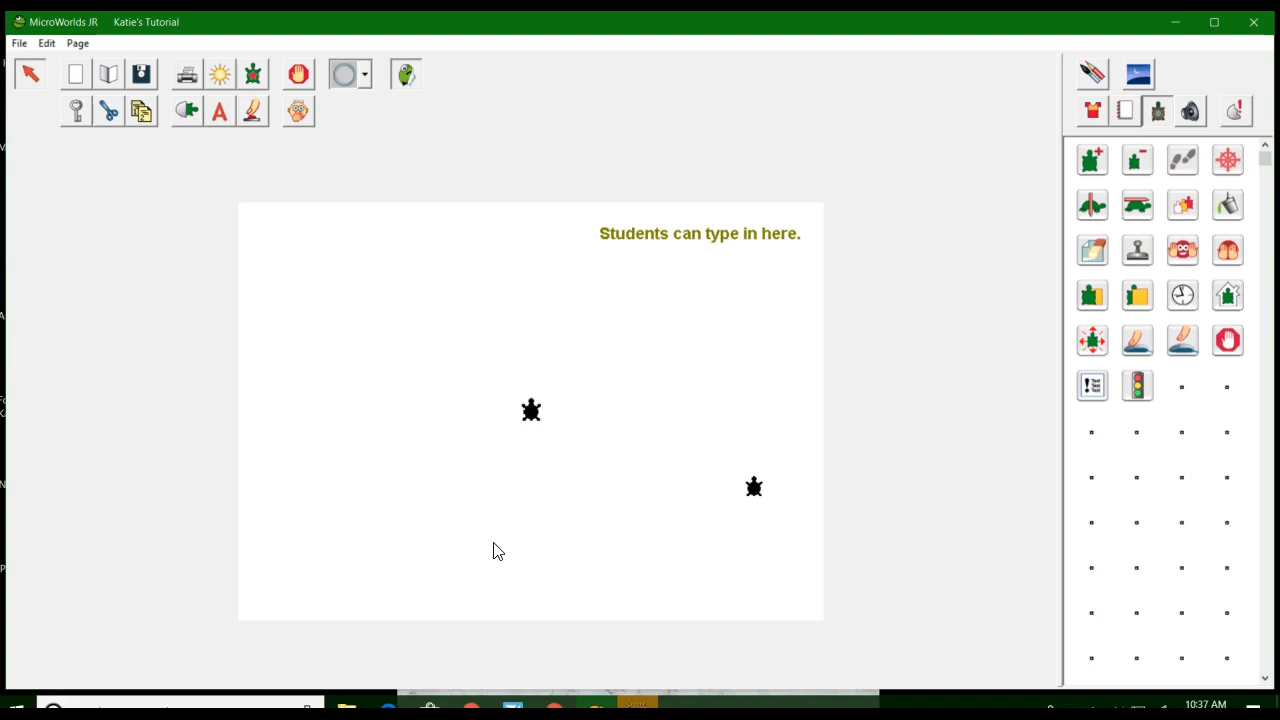 MicroWorlds JR Katie's Tutorial
File Edit Page
A
Students can type in here.
10:37 AM